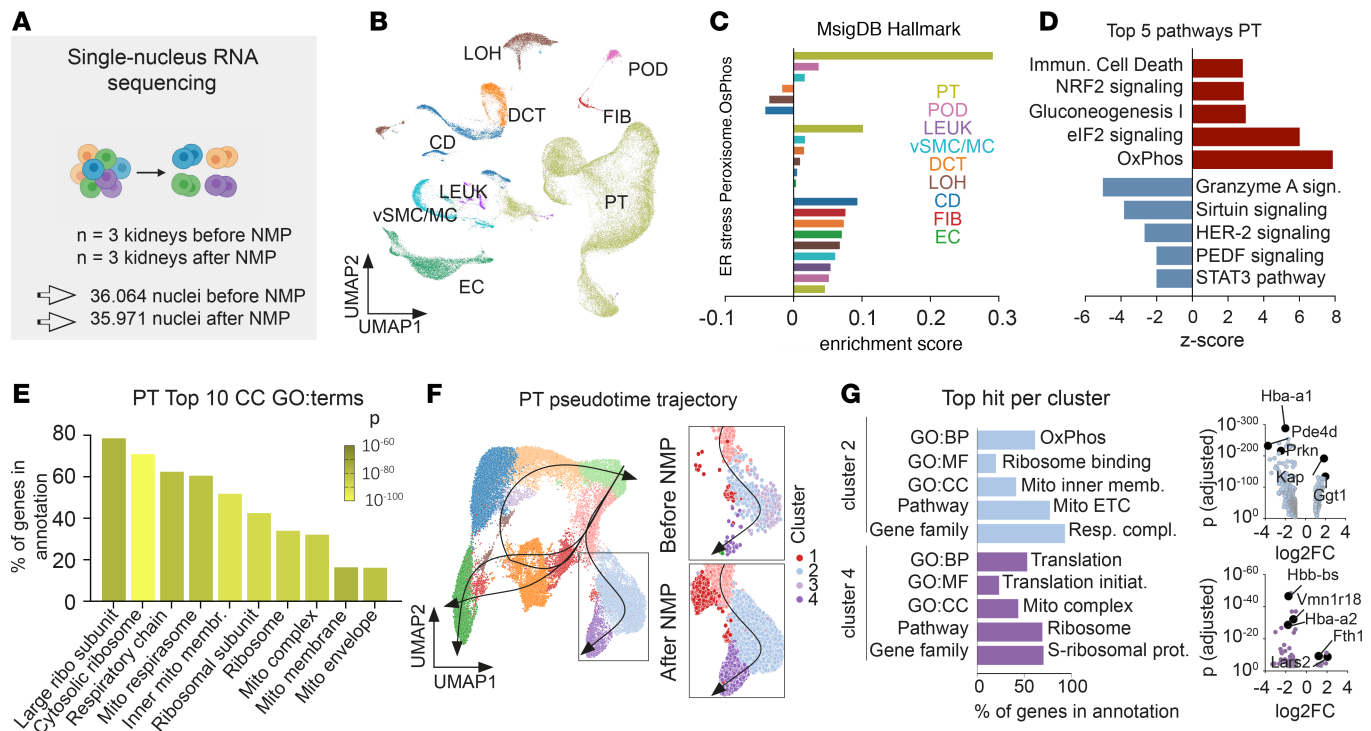 A
Single-nucleus RNA
sequencing
n = 3 kidneys before NMP
n = 3 kidneys after NMP
36.064 nuclei before NMP
35.971 nuclei after NMP
B
LOH
POD
DCT
FIB
CD
LEUK
PT
vSMC/MC
EC
UMAP2
UMAP1
C
MsigDB Hallmark
ER stress Peroxisome.OsPhos
PT
POD
LEUK
vSMC/MC
DCT
LOH
CD
FIB
EC
-0.1 0 0.1 0.2 0.3
enrichment score
D
Top 5 pathways PT
Immun. Cell Death
NRF2 signaling
Gluconeogenesis I
eIF2 signaling
OxPhos
Granzyme A sign.
Sirtuin signaling
HER-2 signaling
PEDF signaling
STAT3 pathway
-6 -4 -2 0 2 4 6 8
z-score
E
PT Top 10 CC GO:terms
% of genes in
annotation
80
60
40
20
0
p
10-60
10-80
10-100
Large ribo subunit
Cytosolic ribosome
Respiratory chain
Mito respirasome
Inner mito membr.
Ribosomal subunit
Ribosome
Mito complex
Mito membrane
Mito envelope
F
PT pseudotime trajectory
UMAP2
UMAP1
Before NMP
After NMP
Cluster
1
2
3
4
G
Top hit per cluster
cluster 2
GO:BP OxPhos
GO:MF Ribosome binding
GO:CC Mito inner memb.
Pathway Mito ETC
Gene family Resp. compl.
cluster 4
GO:BP Translation
GO:MF Translation initiat.
GO:CC Mito complex
Pathway Ribosome
Gene family S-ribosomal prot.
0 50 100
% of genes in annotation
p (adjusted)
10-300
10-200
10-100
100
Hba-a1
Pde4d
Prkn
Kap
Ggt1
-4 -2 0 2 4
log2FC
p (adjusted)
10-60
10-40
10-20
100
Hbb-bs
Vmn1r18
Hba-a2
Fth1
Lars2
-4 -2 0 2 4
log2FC